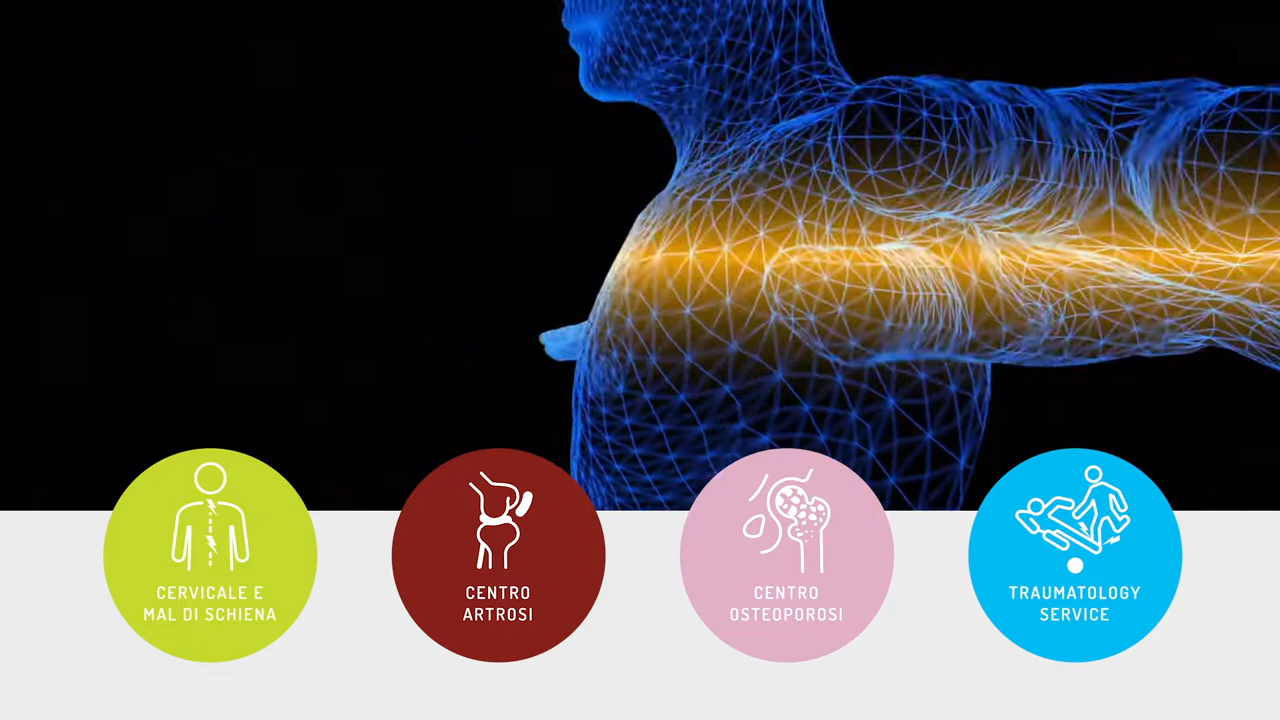 CERVICALE E
MAL DI SCHIENA
CENTRO
ARTROSI
CENTRO
OSTEOPOROSI
TRAUMATOLOGY
SERVICE